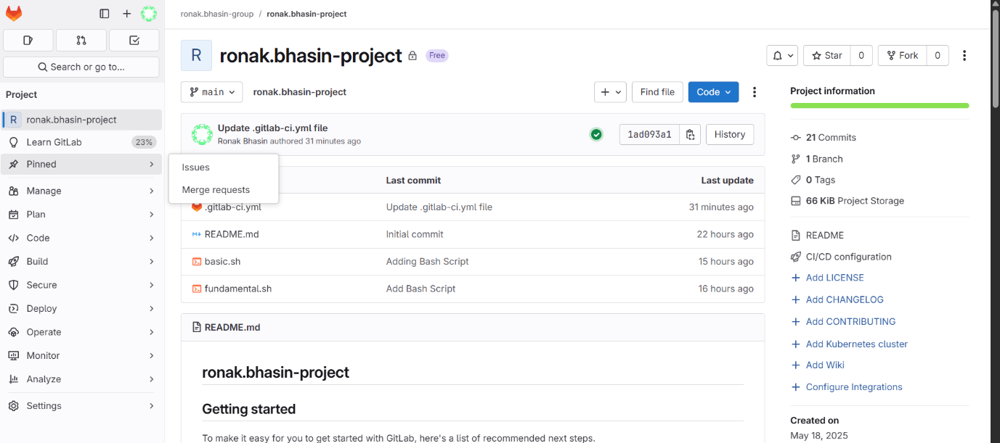 ronak.bhasin-group / ronak.bhasin-project
Search or go to...
Project
R ronak.bhasin-project
Learn GitLab 23%
Pinned
Manage
Plan
Code
Build
Secure
Deploy
Operate
Monitor
Analyze
Settings
Issues
Merge requests
R ronak.bhasin-project Free
Star 0 Fork 0
main ronak.bhasin-project Find file Code
Update .gitlab-ci.yml file
Ronak Bhasin authored 31 minutes ago
1ad093a1 History
Last commit Last update
.gitlab-ci.yml Update .gitlab-ci.yml file 31 minutes ago
README.md Initial commit 22 hours ago
basic.sh Adding Bash Script 15 hours ago
fundamental.sh Add Bash Script 16 hours ago
README.md
ronak.bhasin-project
Getting started
To make it easy for you to get started with GitLab, here's a list of recommended next steps.
Project information
21 Commits
1 Branch
0 Tags
66 KiB Project Storage
README
CI/CD configuration
+ Add LICENSE
+ Add CHANGELOG
+ Add CONTRIBUTING
+ Add Kubernetes cluster
+ Add Wiki
+ Configure Integrations
Created on
May 18, 2025